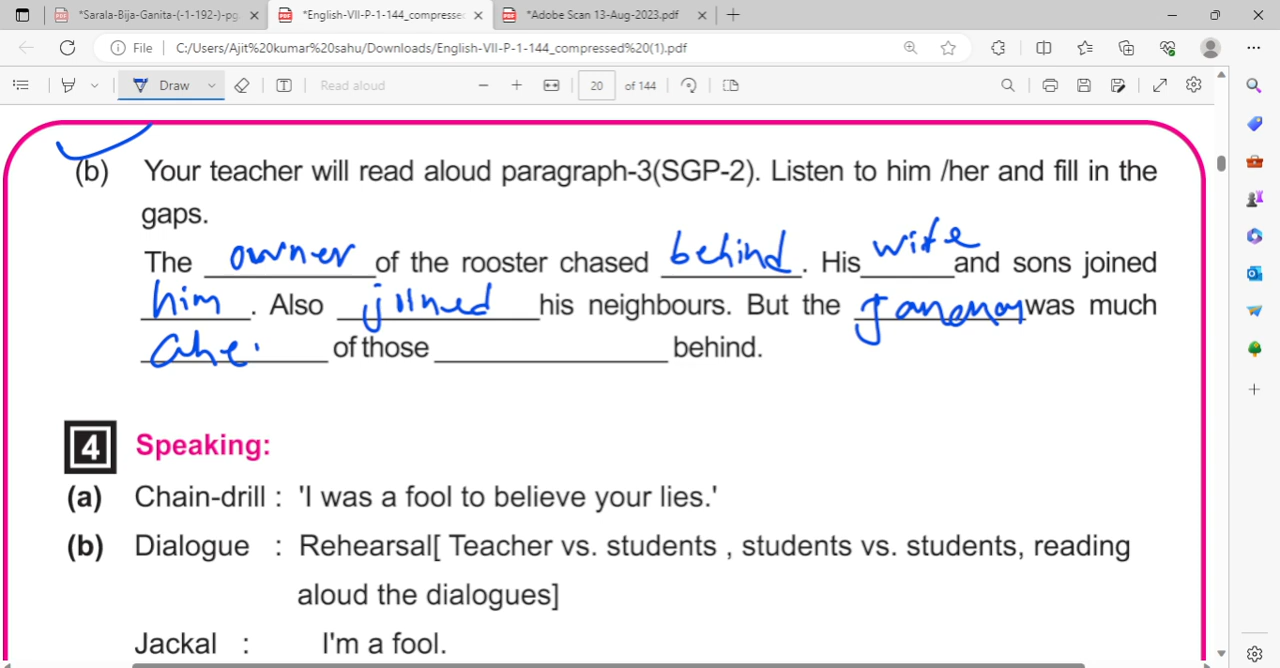 *Sarala-Bija-Ganita-(-1-192-)-pg
*English-VII-P-1-144_compressed
*Adobe Scan 13-Aug-2023.pdf
File C:/Users/Ajit%20kumar%20sahu/Downloads/English-VII-P-1-144_compressed%20(1).pdf
Draw Read aloud 20 of 144
(b) Your teacher will read aloud paragraph-3(SGP-2). Listen to him /her and fill in the
gaps.
The owner of the rooster chased behind. His wife and sons joined
him. Also joined his neighbours. But the was much
ahe of those behind.
4 Speaking:
(a) Chain-drill : 'I was a fool to believe your lies.'
(b) Dialogue : Rehearsal[ Teacher vs. students , students vs. students, reading
aloud the dialogues]
Jackal : I'm a fool.